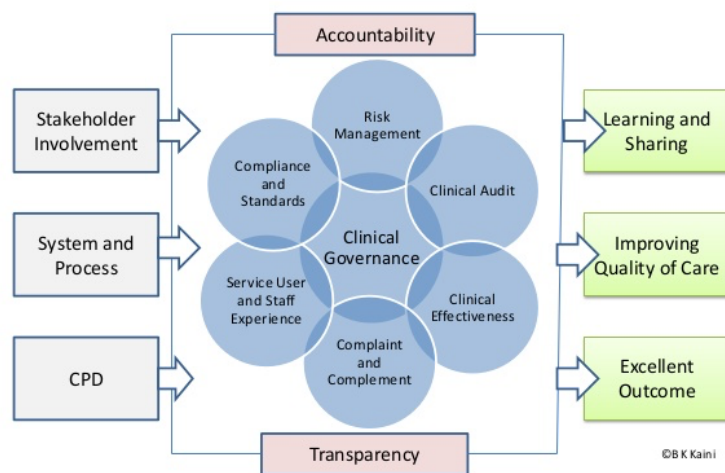 Accountability
Stakeholder
Involvement
System and
Process
CPD
Risk
Management
Compliance
and
Standards
Clinical Audit
Clinical
Governance
Service User
and Staff
Experience
Clinical
Effectiveness
Complaint
and
Complement
Learning and
Sharing
Improving
Quality of Care
Excellent
Outcome
Transparency
©B K Kaini